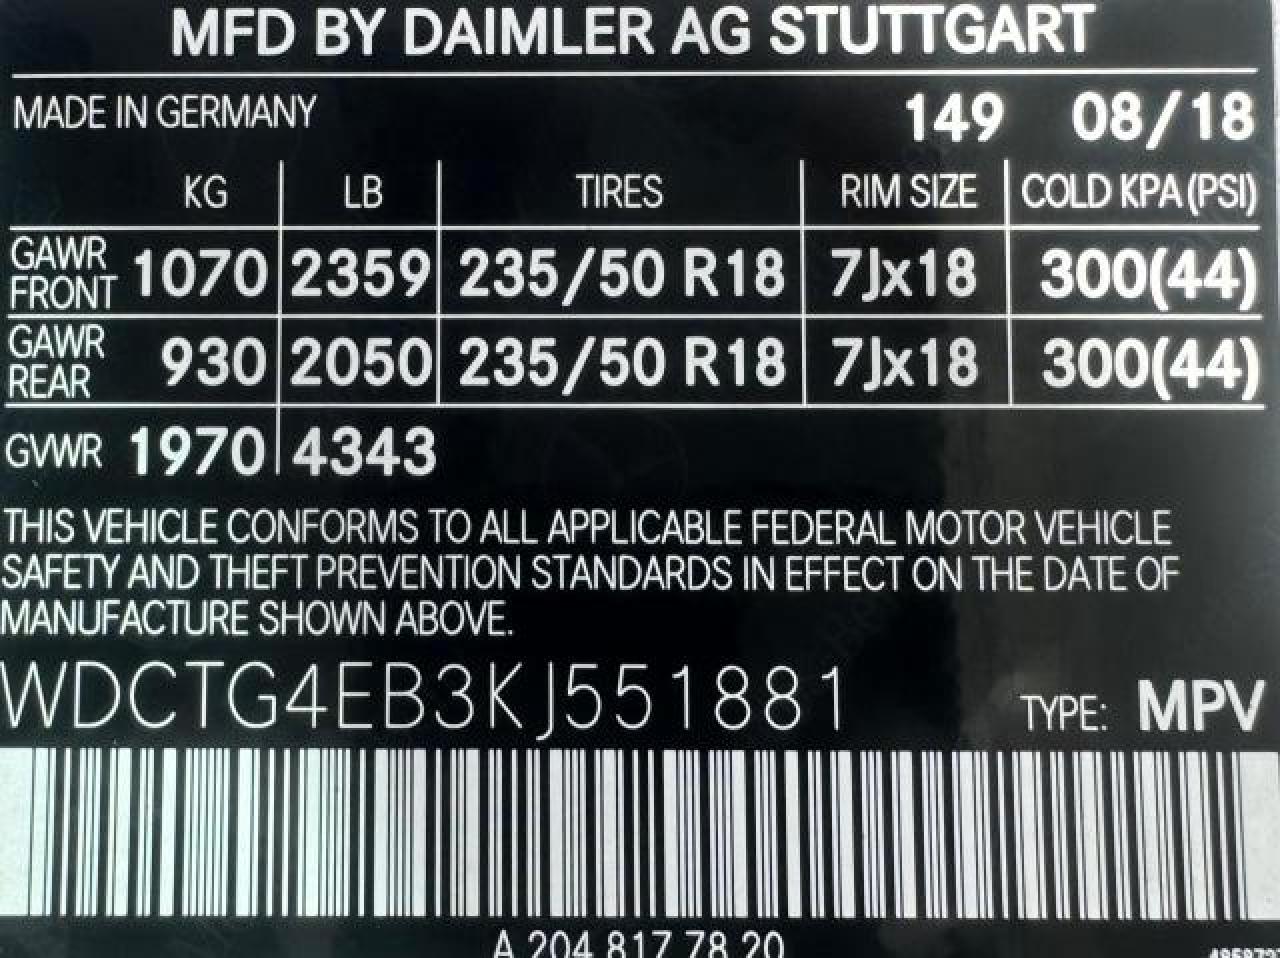 MFD BY DAIMLER AG STUTTGART
MADE IN GERMANY 149 08/18
KG LB TIRES RIM SIZE COLD KPA (PSI)
GAWR FRONT 1070 2359 235/50 R18 7Jx18 300(44)
GAWR REAR 930 2050 235/50 R18 7Jx18 300(44)
GVWR 1970 4343
THIS VEHICLE CONFORMS TO ALL APPLICABLE FEDERAL MOTOR VEHICLE
SAFETY AND THEFT PREVENTION STANDARDS IN EFFECT ON THE DATE OF
MANUFACTURE SHOWN ABOVE.
WDCTG4EB3KJ551881 TYPE: MPV
A 204 817 78 20